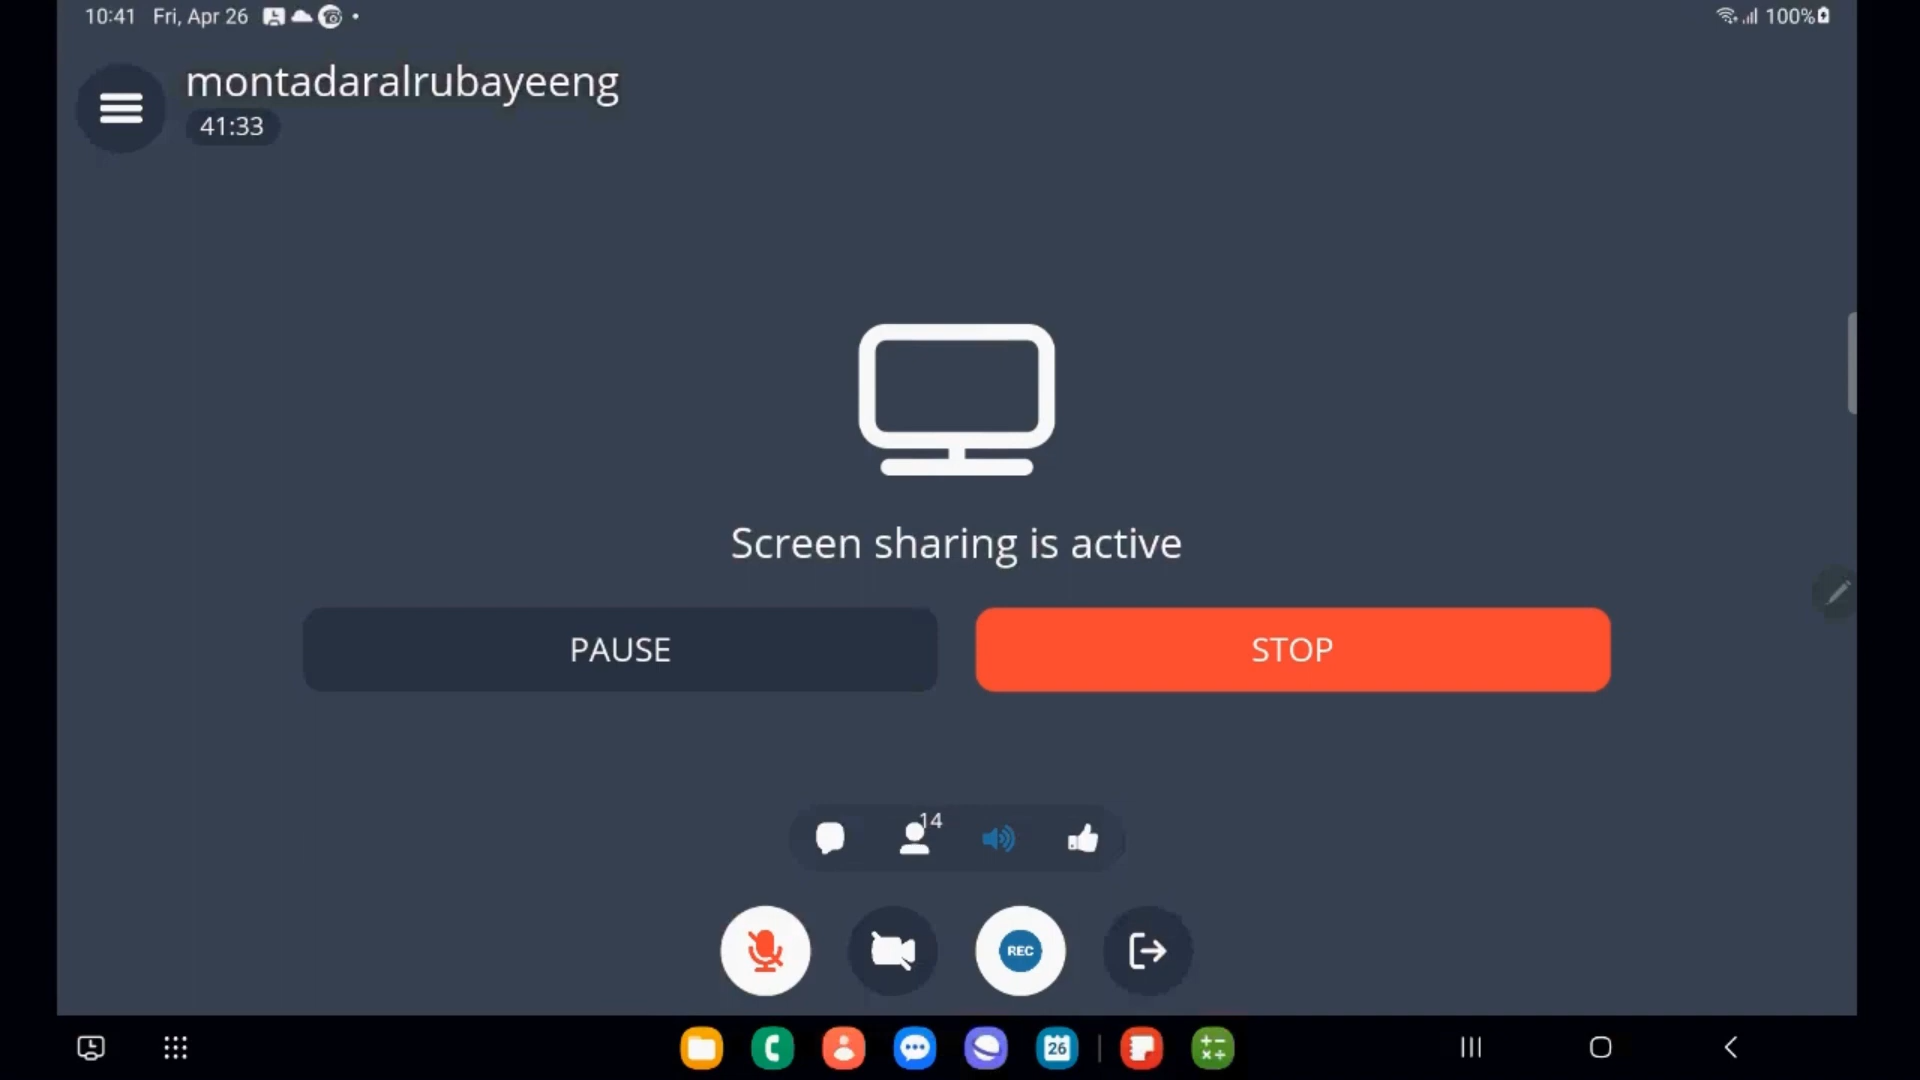 10:41 Fri, Apr 26
100%
montadaralrubayeeng
41:33
Screen sharing is active
PAUSE
STOP
14
REC
26